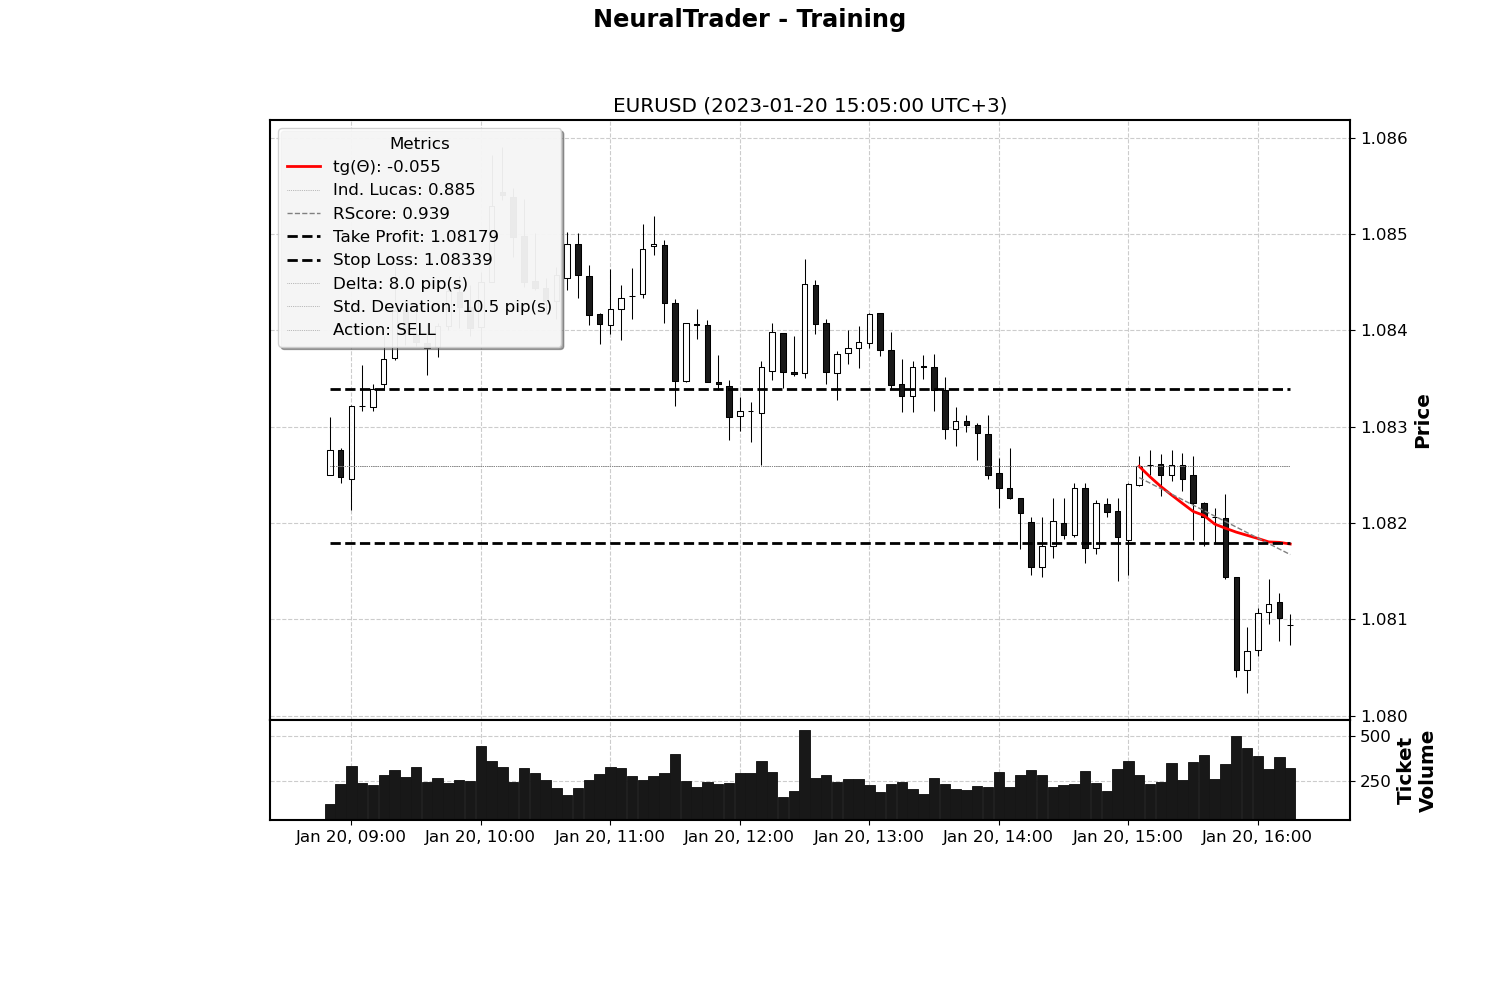 NeuralTrader - Training
EURUSD (2023-01-20 15:05:00 UTC+3)
Metrics
tg(Θ): -0.055
Ind. Lucas: 0.885
RScore: 0.939
Take Profit: 1.08179
Stop Loss: 1.08339
Delta: 8.0 pip(s)
Std. Deviation: 10.5 pip(s)
Action: SELL
1.086
1.085
1.084
1.083
1.082
1.081
1.080
Price
500
250
Ticket
Volume
Jan 20, 09:00
Jan 20, 10:00
Jan 20, 11:00
Jan 20, 12:00
Jan 20, 13:00
Jan 20, 14:00
Jan 20, 15:00
Jan 20, 16:00